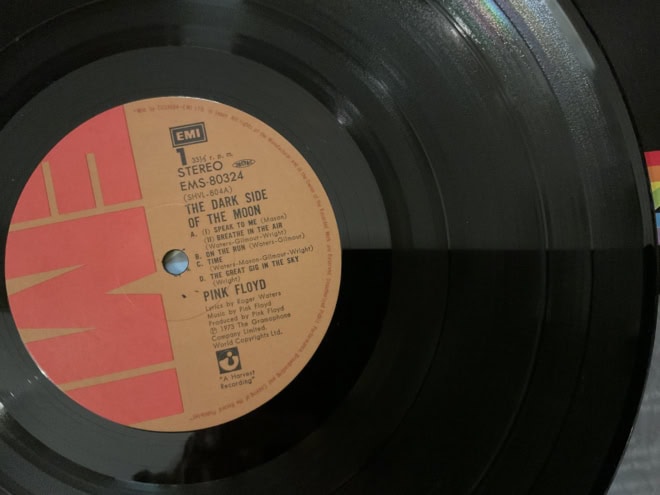 EMI
1 33⅓ r. p. m.
STEREO
EMS-80324
(SHVL-804A)
THE DARK SIDE
OF THE MOON
A. (I) SPEAK TO ME (Mason)
(II) BREATHE IN THE AIR
(Waters-Gilmour-Wright)
B. ON THE RUN (Waters-Gilmour)
C. TIME
(Waters-Mason-Gilmour-Wright)
D. THE GREAT GIG IN THE SKY
(Wright)
PINK FLOYD
Lyrics by Roger Waters
Music by Pink Floyd
Produced by Pink Floyd
℗ 1973 The Gramophone
Company Limited.
World Copyrights Ltd.
"A Harvest
Recording"
EMI